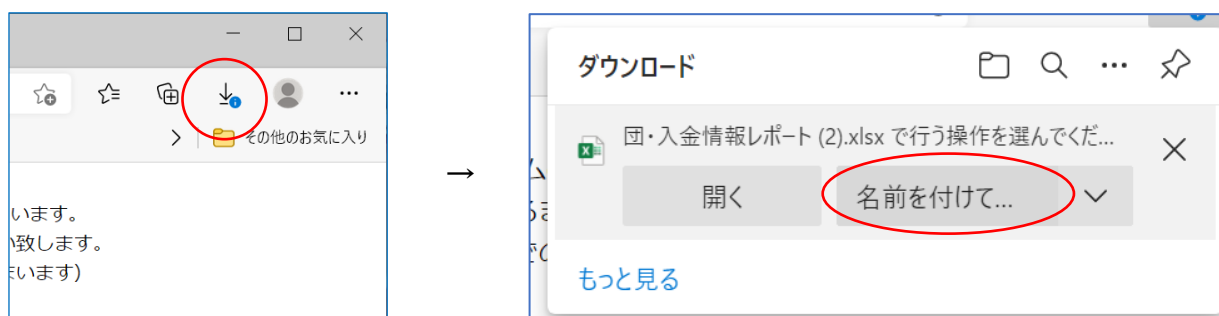 その他のお気に入り
います。
致します。
います)
→
ダウンロード
団・入金情報レポート (2).xlsx で行う操作を選んでくだ...
開く
名前を付けて...
もっと見る